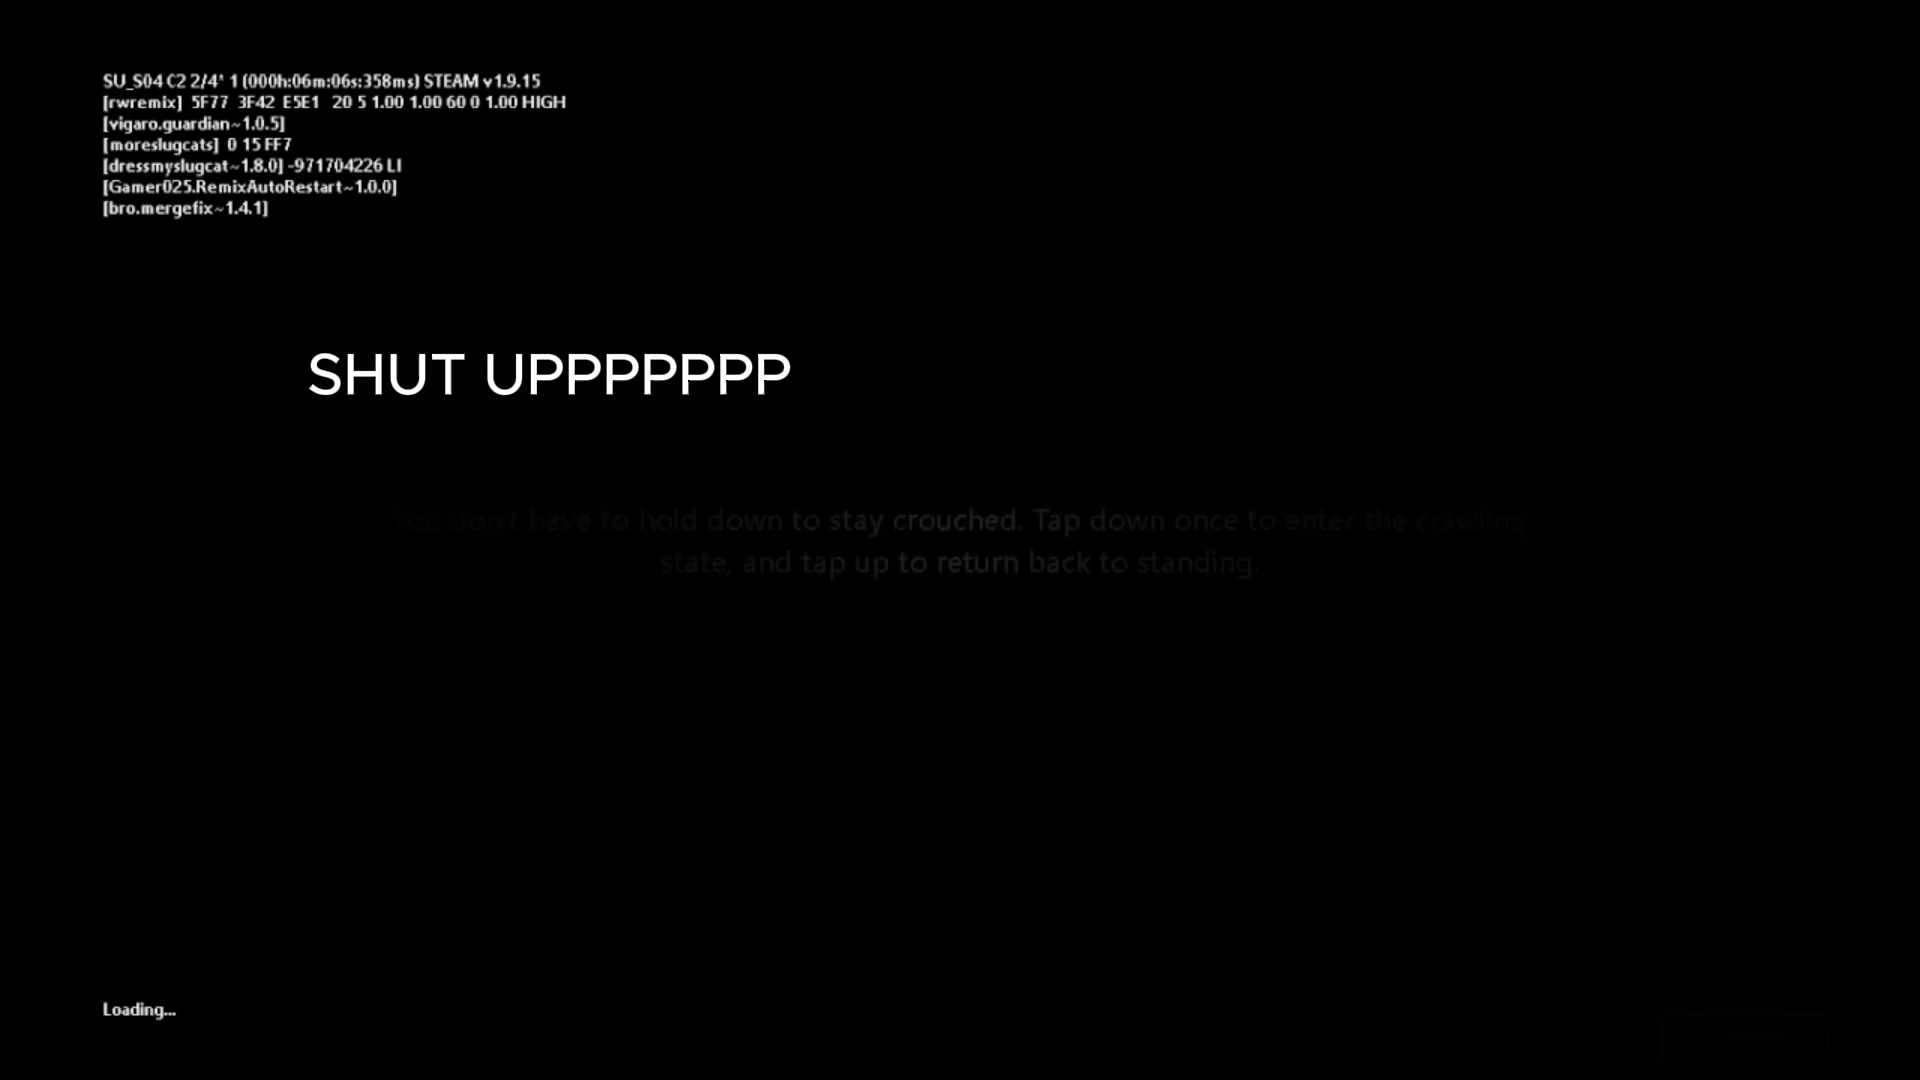 SU_S04 C2 2/4^ 1 (000h:06m:06s:358ms) STEAM v1.9.15
[rwremix]  5F77  3F42  E5E1   20 5 1.00 1.00 60 0 1.00 HIGH
[vigaro.guardian~1.0.5]
[moreslugcats]  0 15 FF7
[dressmyslugcat~1.8.0] -971704226 LI
[Gamer025.RemixAutoRestart~1.0.0]
[bro.mergefix~1.4.1]
SHUT UPPPPPPP
You don't have to hold down to stay crouched. Tap down once to enter the crawling
state, and tap up to return back to standing.
Loading...